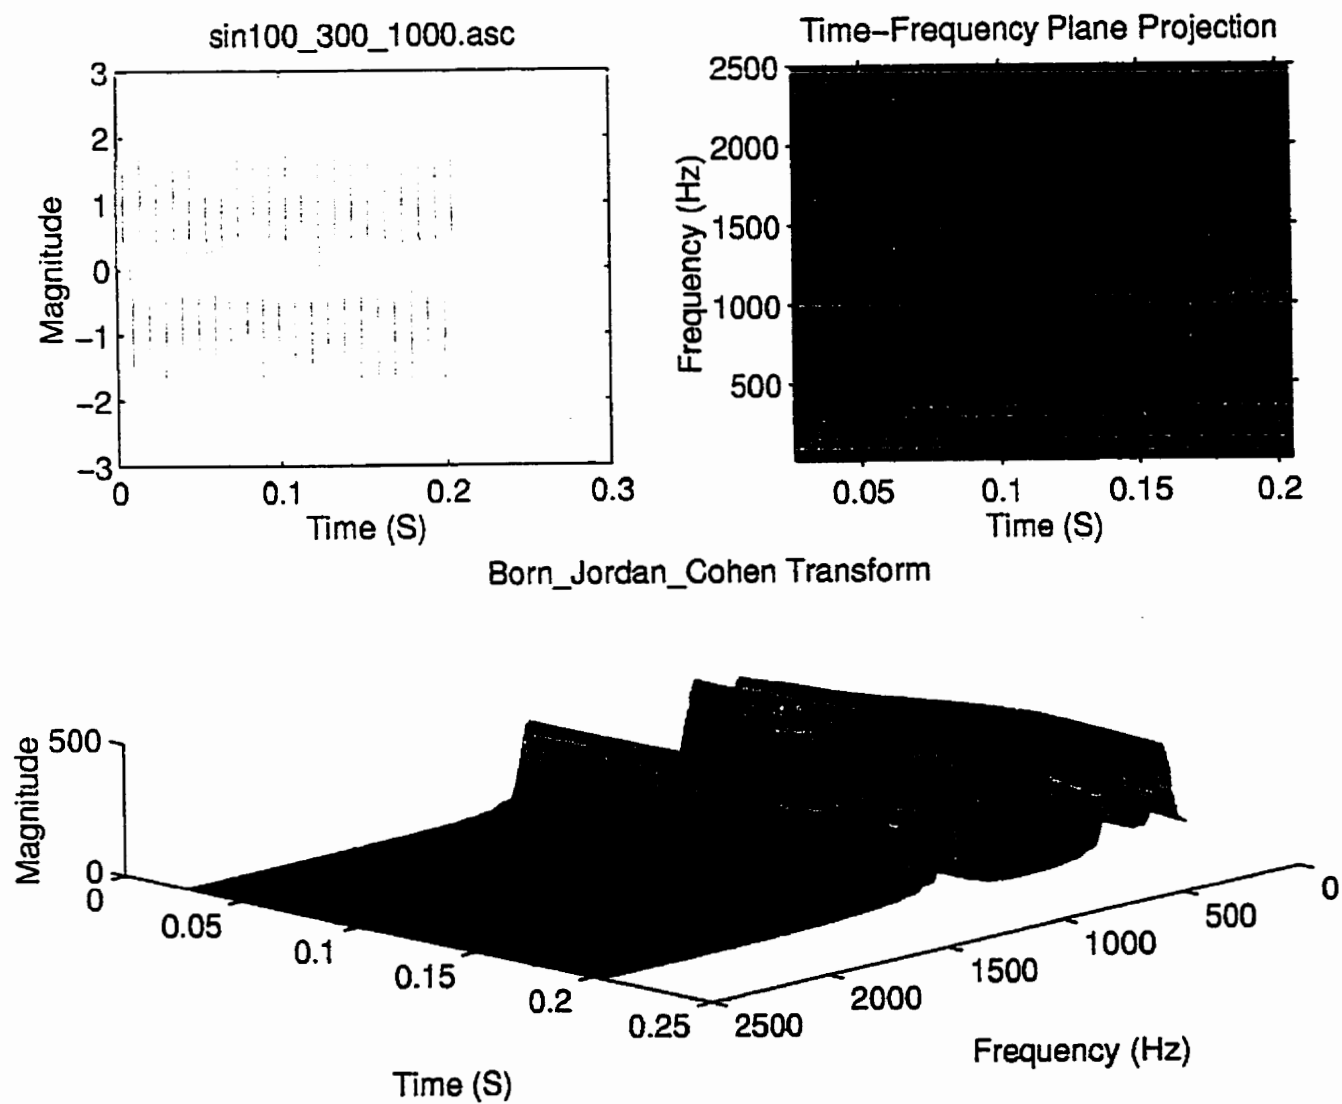 sin100_300_1000.asc
3
2
1
0
−1
−2
−3
Magnitude
0 0.1 0.2 0.3
Time (S)
Time−Frequency Plane Projection
2500
2000
1500
1000
500
Frequency (Hz)
0.05 0.1 0.15 0.2
Time (S)
Born_Jordan_Cohen Transform
500
0
Magnitude
0
0.05
0.1
0.15
0.2
0.25
Time (S)
2500
2000
1500
1000
500
0
Frequency (Hz)